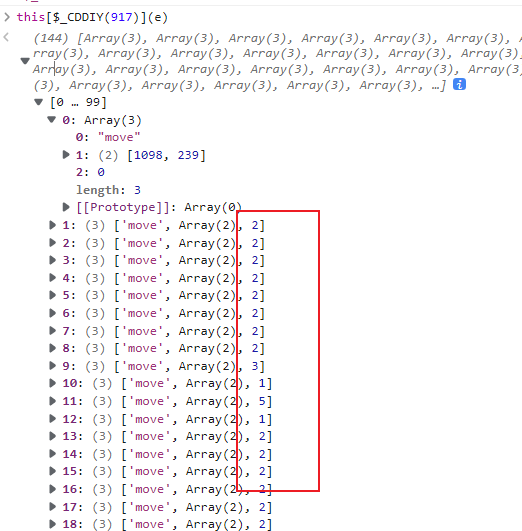 this[$_CDDIY(917)](e)
(144) [Array(3), Array(3), Array(3), Array(3), Array(3), Array(3), A
rray(3), Array(3), Array(3), Array(3), Array(3), Array(3), Array(3),
Array(3), Array(3), Array(3), Array(3), Array(3), Array(3), Array
(3), Array(3), Array(3), Array(3), Array(3), Array(3), …]
[0 … 99]
0: Array(3)
0: "move"
1: (2) [1098, 239]
2: 0
length: 3
[[Prototype]]: Array(0)
1: (3) ['move', Array(2), 2]
2: (3) ['move', Array(2), 2]
3: (3) ['move', Array(2), 2]
4: (3) ['move', Array(2), 2]
5: (3) ['move', Array(2), 2]
6: (3) ['move', Array(2), 2]
7: (3) ['move', Array(2), 2]
8: (3) ['move', Array(2), 2]
9: (3) ['move', Array(2), 3]
10: (3) ['move', Array(2), 1]
11: (3) ['move', Array(2), 5]
12: (3) ['move', Array(2), 1]
13: (3) ['move', Array(2), 2]
14: (3) ['move', Array(2), 2]
15: (3) ['move', Array(2), 2]
16: (3) ['move', Array(2), 2]
17: (3) ['move', Array(2), 2]
18: (3) ['move', Array(2), 2]